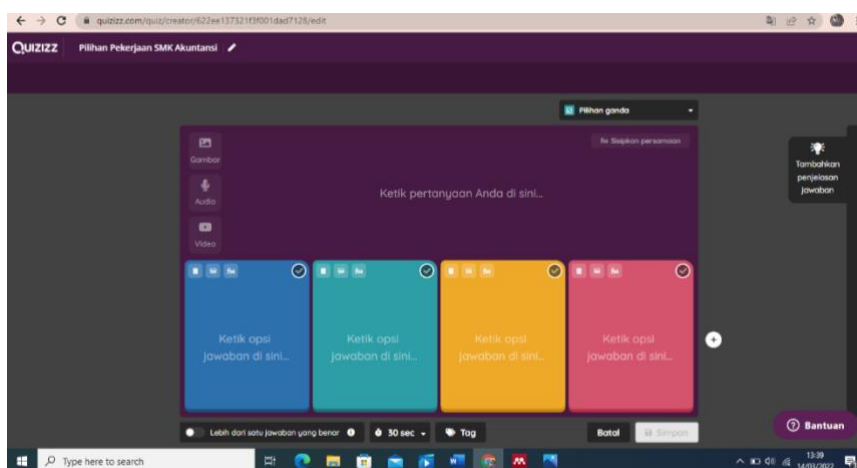 quizizz.com/quiz/creator/622ee137321f3f001dad7128/edit
QUIZIZZ Pilihan Pekerjaan SMK Akuntansi
Pilihan ganda
Gambar
fx Sisipkan persamaan
Audio
Ketik pertanyaan Anda di sini...
Video
Tambahkan
penjelasan
jawaban
Ketik opsi
jawaban di sini...
Ketik opsi
jawaban di sini...
Ketik opsi
jawaban di sini...
Ketik opsi
jawaban di sini...
Lebih dari satu jawaban yang benar 30 sec Tag Batal Simpan
Bantuan
Type here to search
13:39
14/03/2022